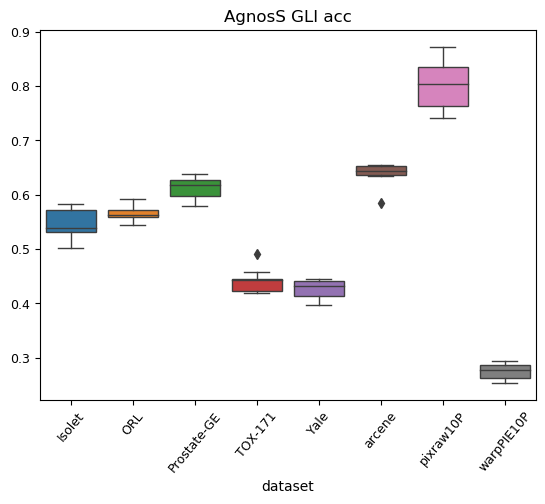 AgnosS GLI acc
0.9
0.8
0.7
0.6
0.5
0.4
0.3
Isolet
ORL
Prostate-GE
TOX-171
Yale
arcene
pixraw10P
warpPIE10P
dataset